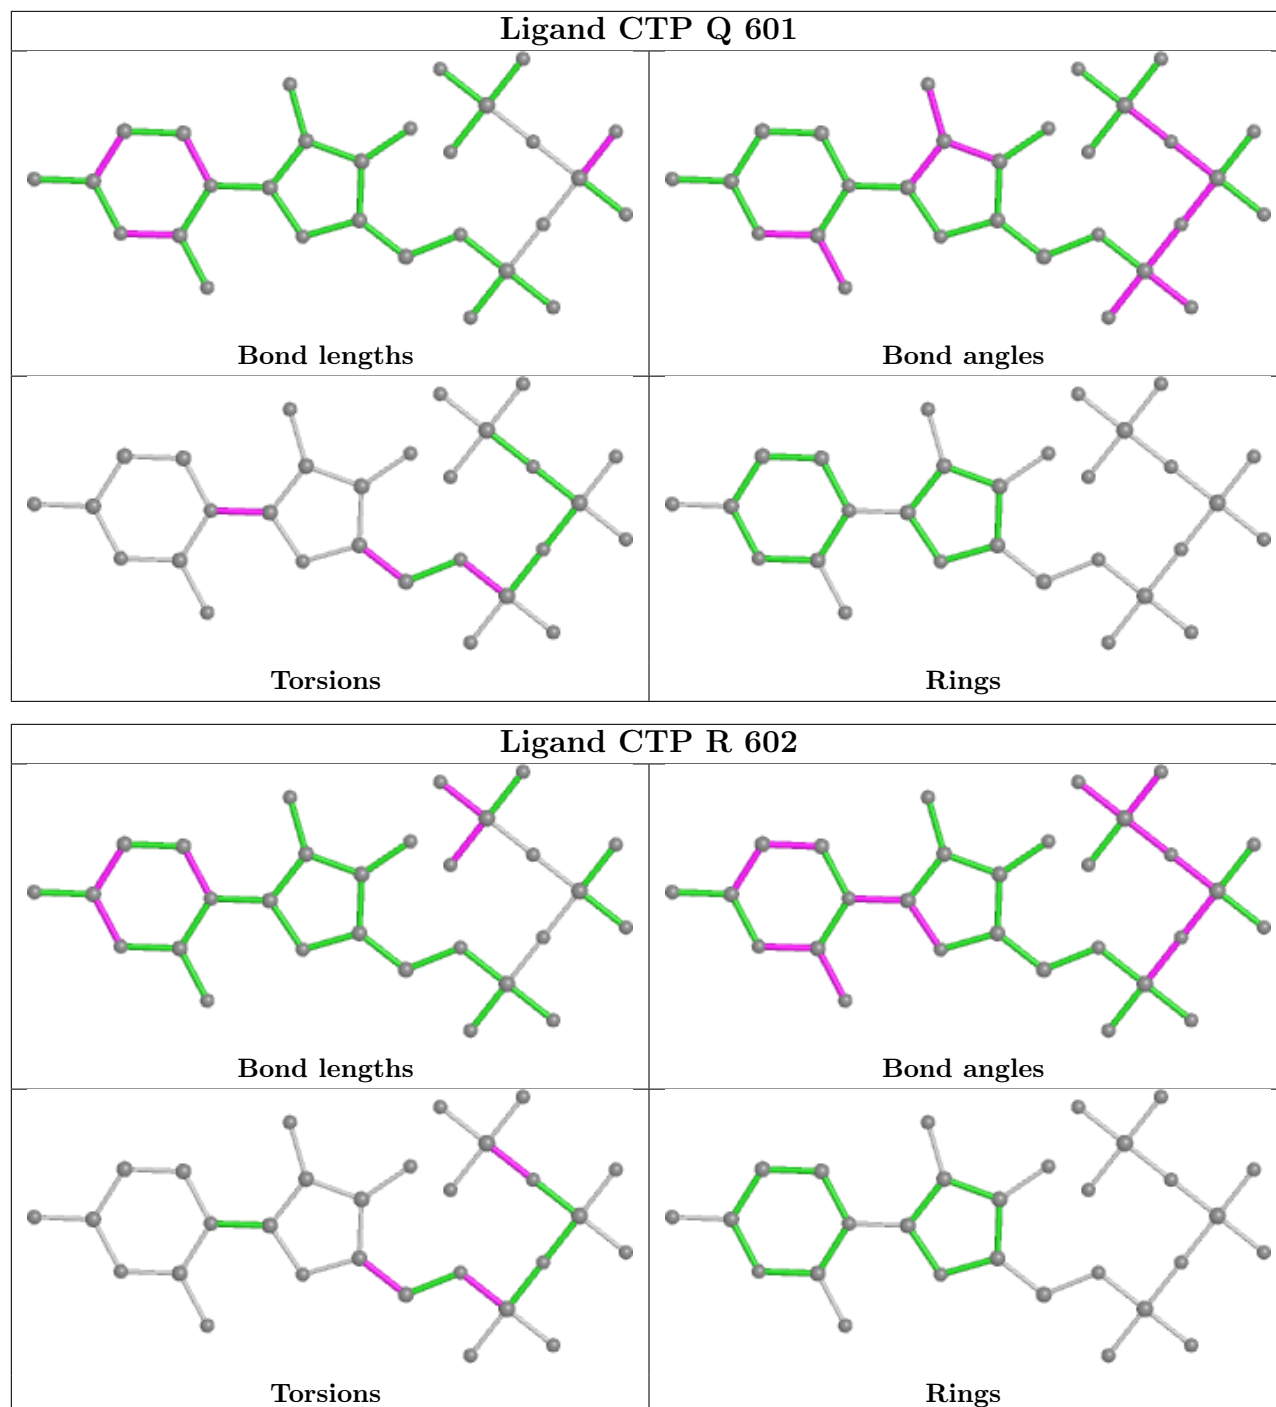 Ligand CTP Q 601
Bond lengths
Bond angles
Torsions
Rings
Ligand CTP R 602
Bond lengths
Bond angles
Torsions
Rings